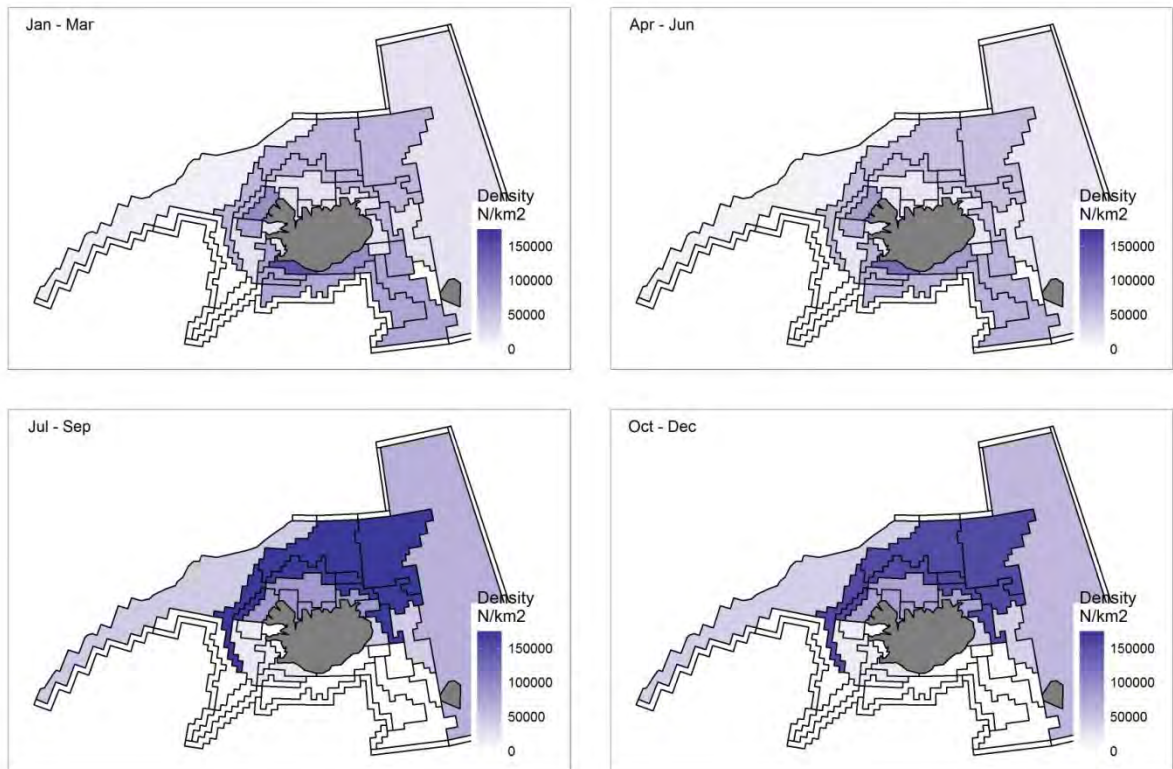 Jan - Mar
Density
N/km2
150000
100000
50000
0
Apr - Jun
Density
N/km2
150000
100000
50000
0
Jul - Sep
Density
N/km2
150000
100000
50000
0
Oct - Dec
Density
N/km2
150000
100000
50000
0